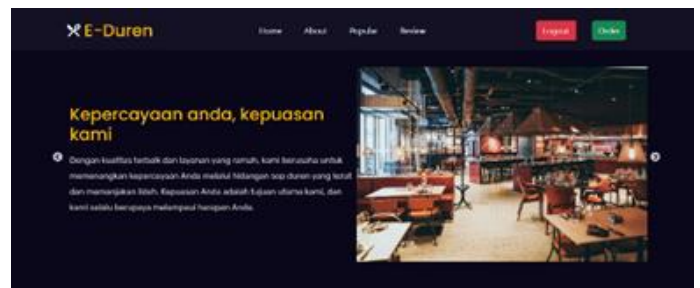 E-Duren
Home About Popular Review Logout Order
Kepercayaan anda, kepuasan
kami
Dengan kualitas terbaik dan layanan yang ramah, kami berusaha untuk
memenangkan kepercayaan Anda melalui hidangan sop duren yang lezat
dan memanjakan lidah. Kepuasan Anda adalah tujuan utama kami, dan
kami selalu berupaya melampaui harapan Anda.